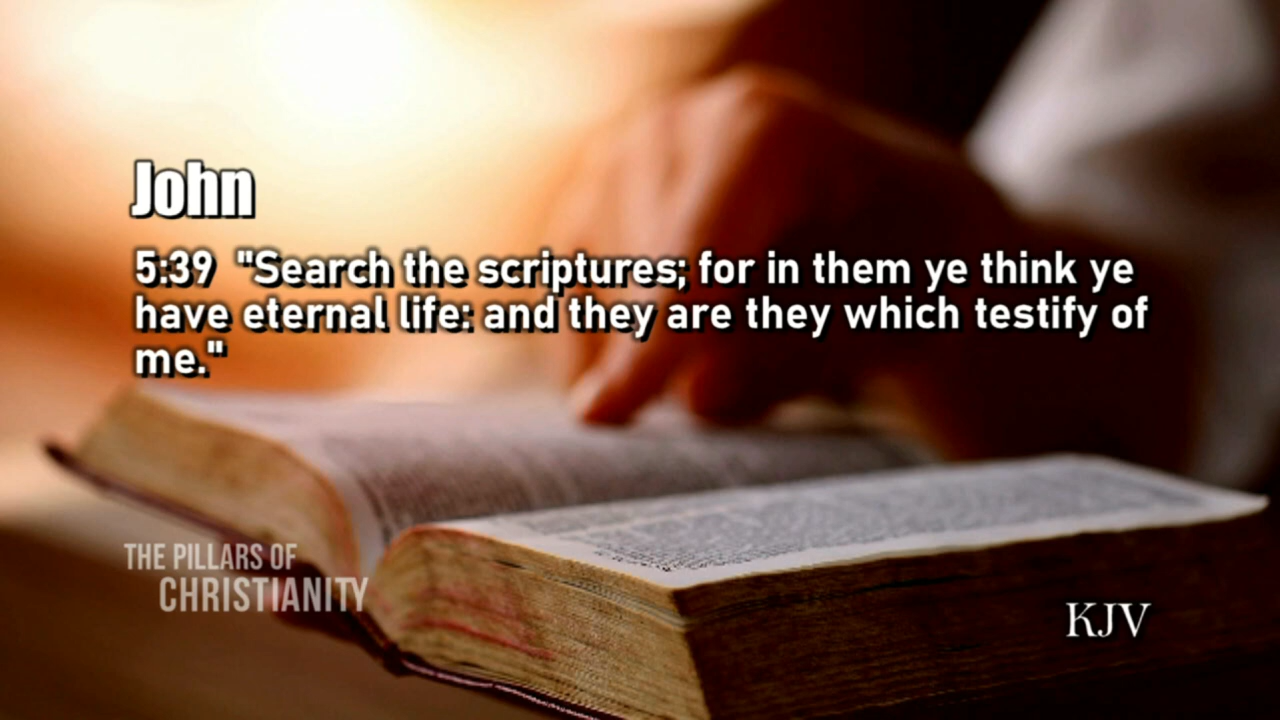 John
5:39 "Search the scriptures; for in them ye think ye
have eternal life: and they are they which testify of
me."
THE PILLARS OF
CHRISTIANITY
KJV